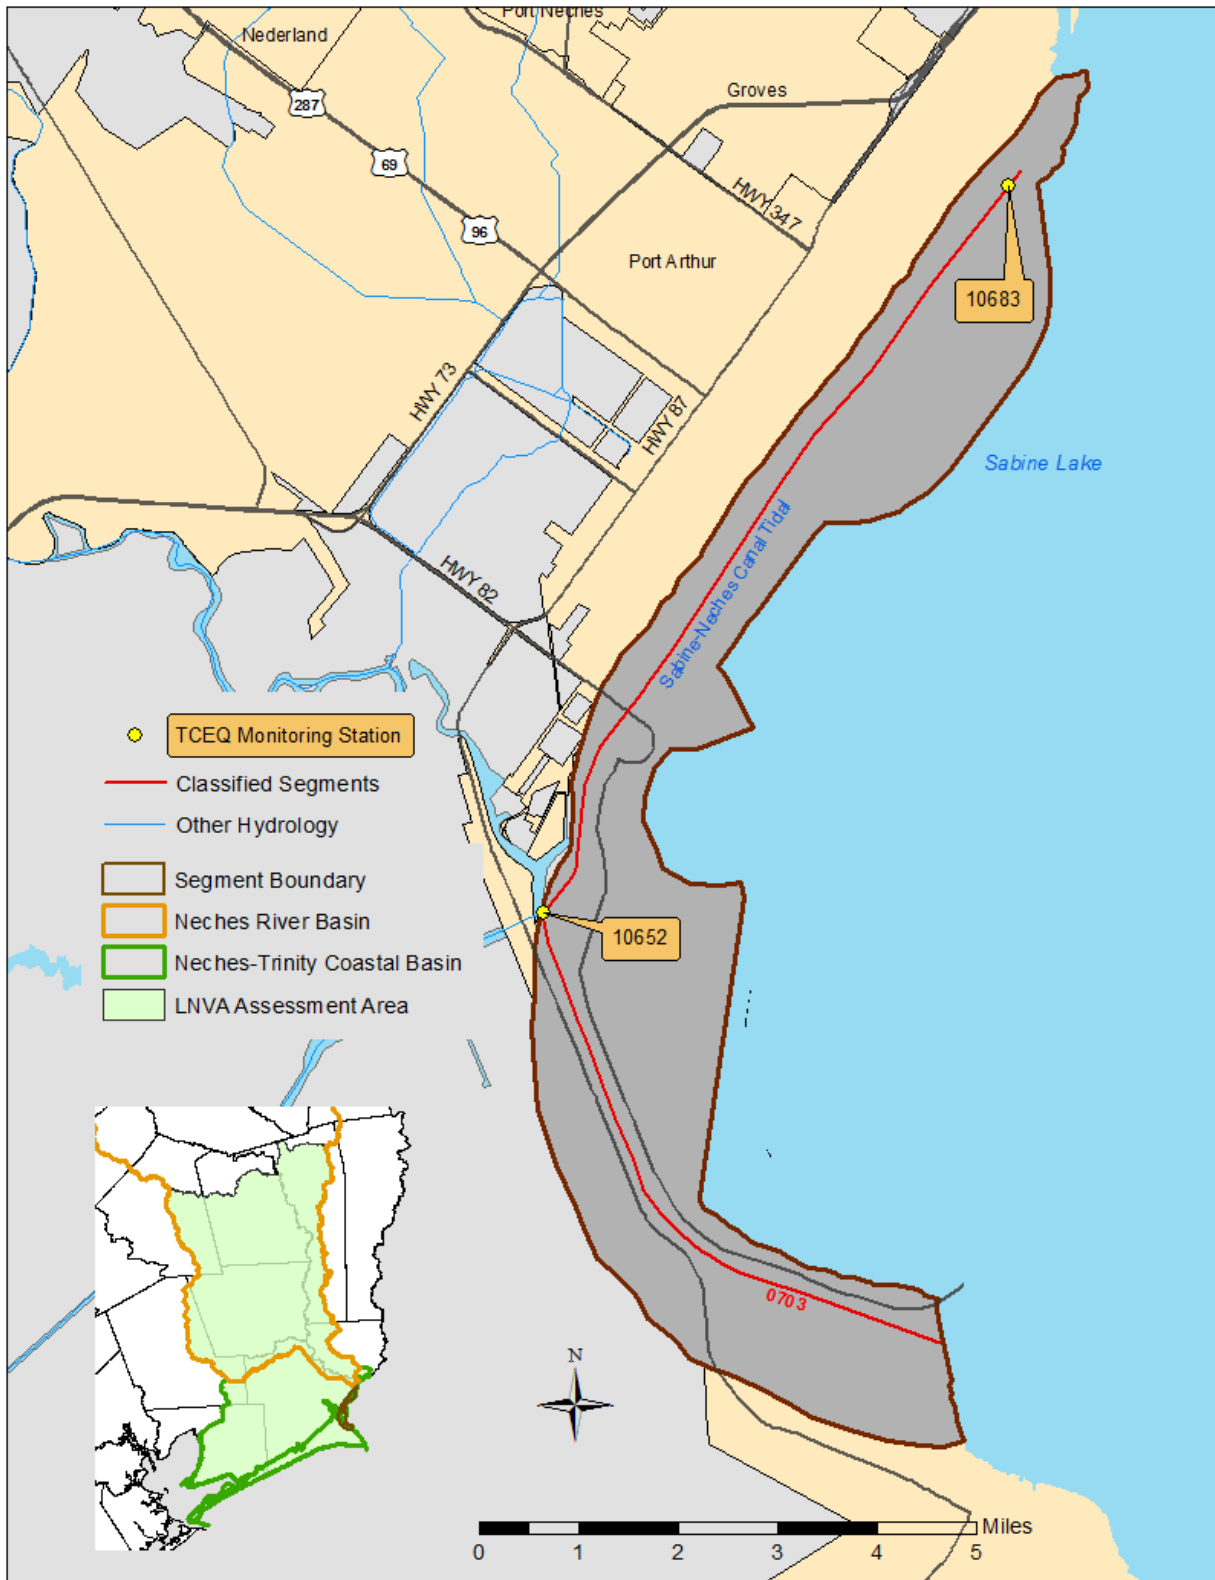 Port Neches
Nederland
287
Groves
69
HWY 347
10683
96
Port Arthur
HWY 73
HWY 87
Sabine Lake
Sabine-Neches Canal Tidal
HWY 82
TCEQ Monitoring Station
Classified Segments
Other Hydrology
Segment Boundary
Neches River Basin
Neches-Trinity Coastal Basin
LNVA Assessment Area
10652
0703
N
Miles
0 1 2 3 4 5